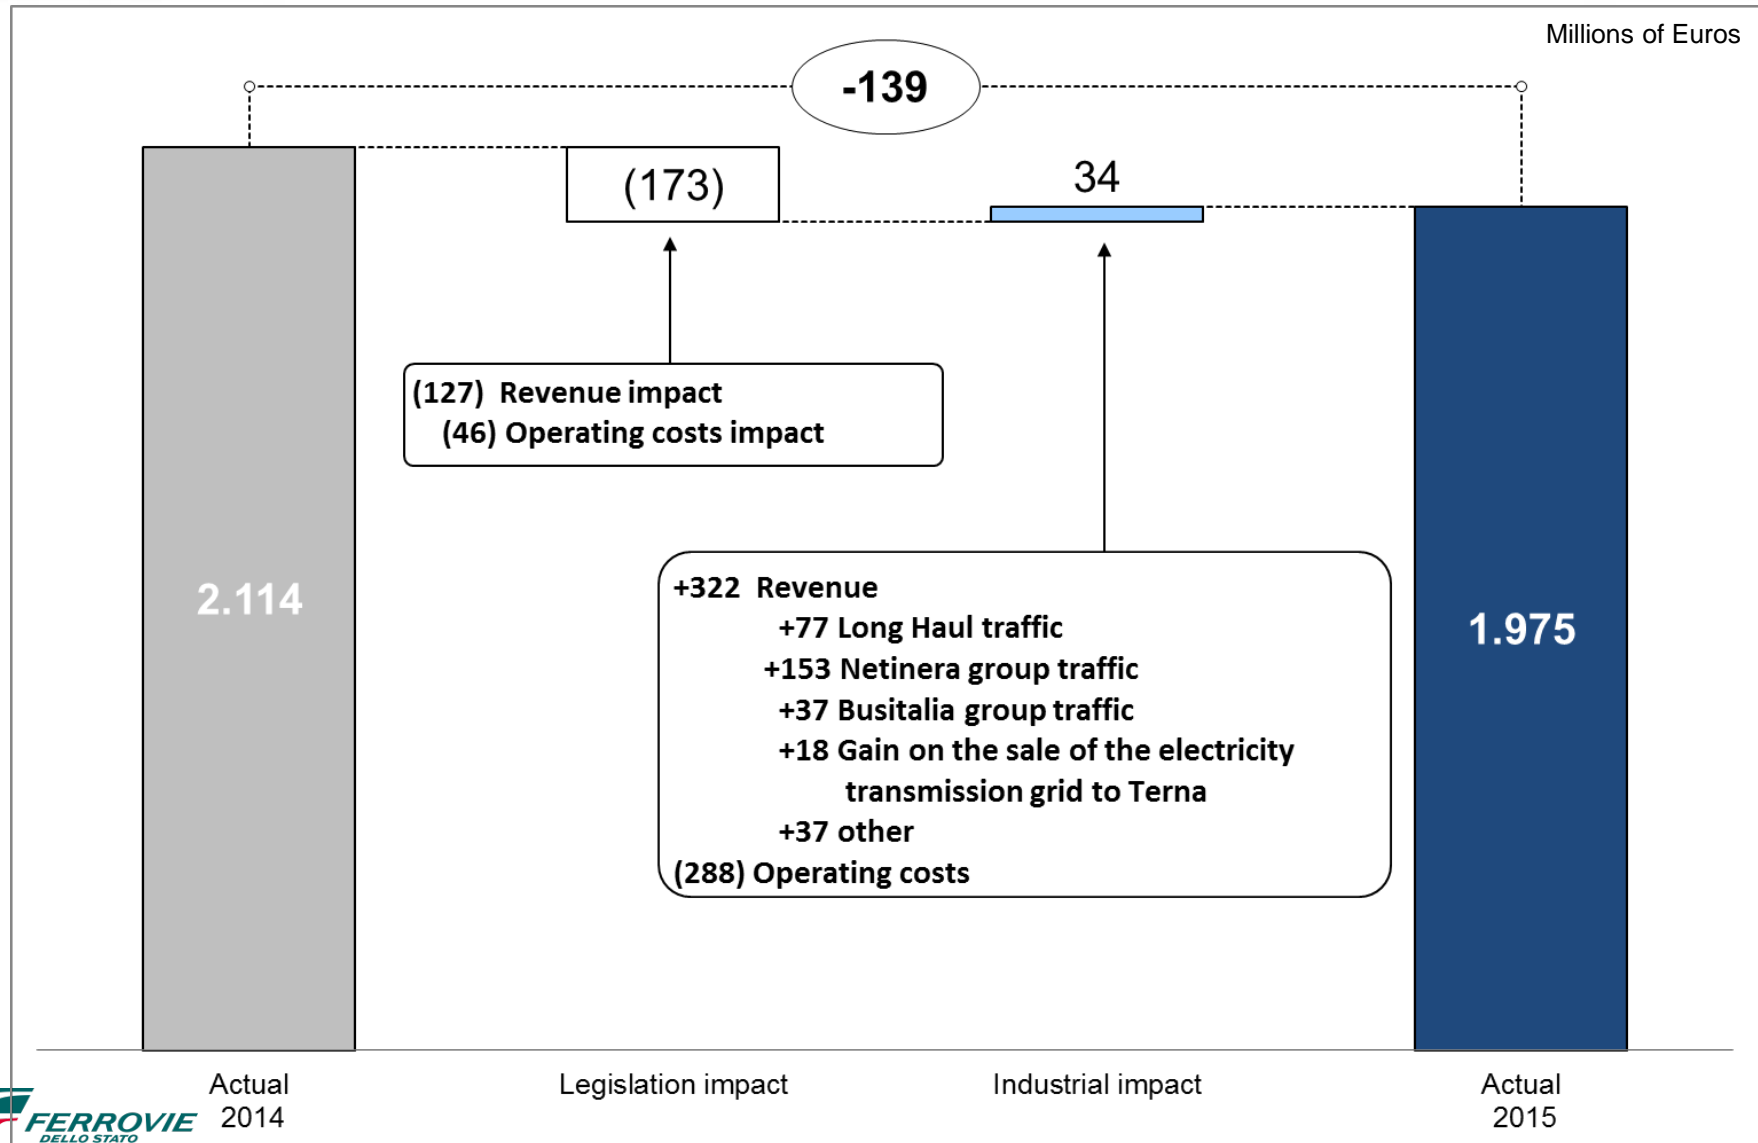 Millions of Euros
-139
(173)
34
(127) Revenue impact
(46) Operating costs impact
+322 Revenue
+77 Long Haul traffic
+153 Netinera group traffic
+37 Busitalia group traffic
+18 Gain on the sale of the electricity
transmission grid to Terna
+37 other
(288) Operating costs
2.114
1.975
Actual
2014
Legislation impact
Industrial impact
Actual
2015
FERROVIE
DELLO STATO